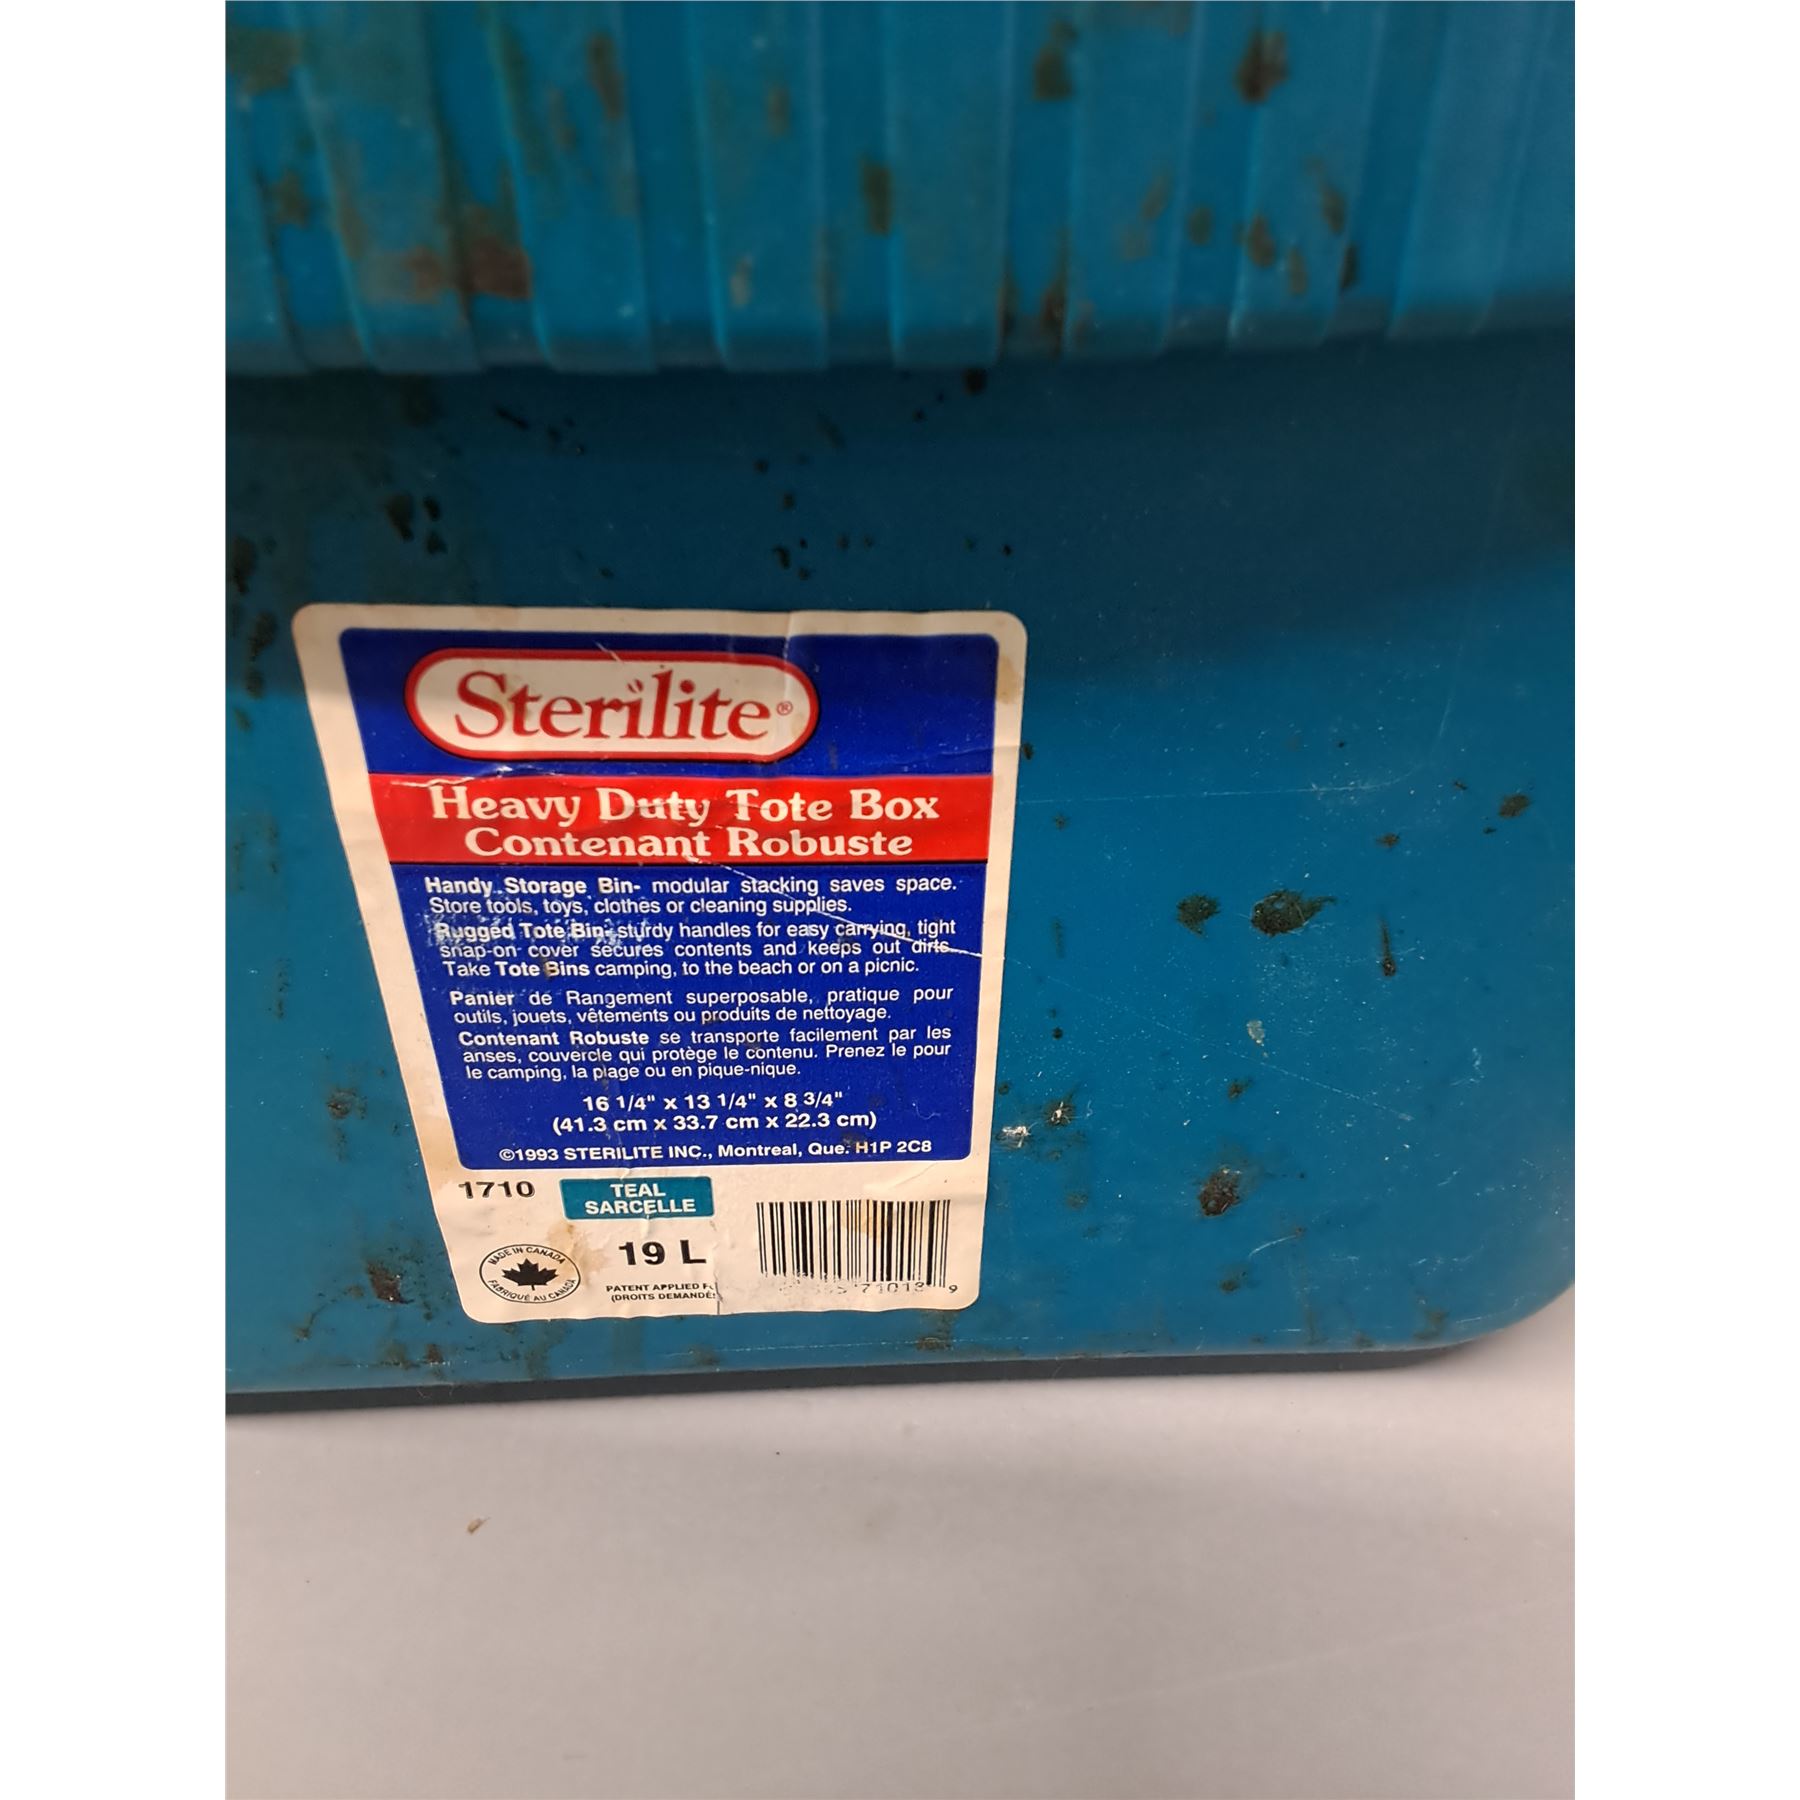 Sterilite®
Heavy Duty Tote Box
Contenant Robuste
Handy Storage Bin- modular stacking saves space.
Store tools, toys, clothes or cleaning supplies.
Rugged Tote Bin- sturdy handles for easy carrying, tight
snap-on cover secures contents and keeps out dirts.
Take Tote Bins camping, to the beach or on a picnic.
Panier de Rangement superposable, pratique pour
outils, jouets, vêtements ou produits de nettoyage.
Contenant Robuste se transporte facilement par les
anses, couvercle qui protège le contenu. Prenez le pour
le camping, la plage ou en pique-nique.
16 1/4" x 13 1/4" x 8 3/4"
(41.3 cm x 33.7 cm x 22.3 cm)
©1993 STERILITE INC., Montreal, Que. H1P 2C8
1710
TEAL
SARCELLE
MADE IN CANADA
FABRIQUÉ AU CANADA
19 L
PATENT APPLIED
(DROITS
71013 9